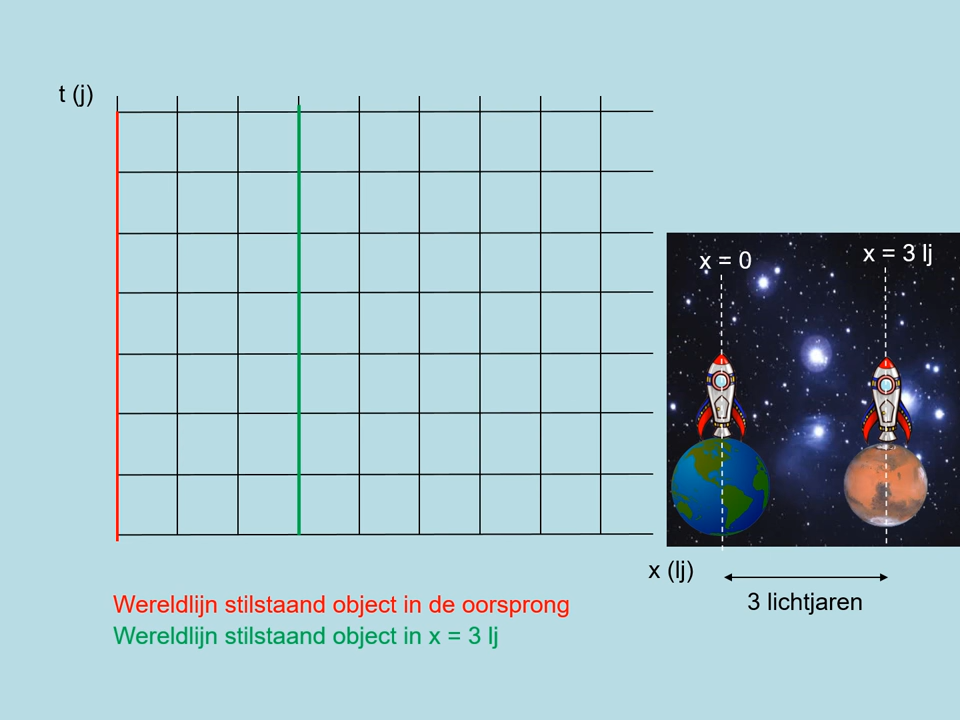 t (j)
x = 0
x = 3 lj
x (lj)
3 lichtjaren
Wereldlijn stilstaand object in de oorsprong
Wereldlijn stilstaand object in x = 3 lj